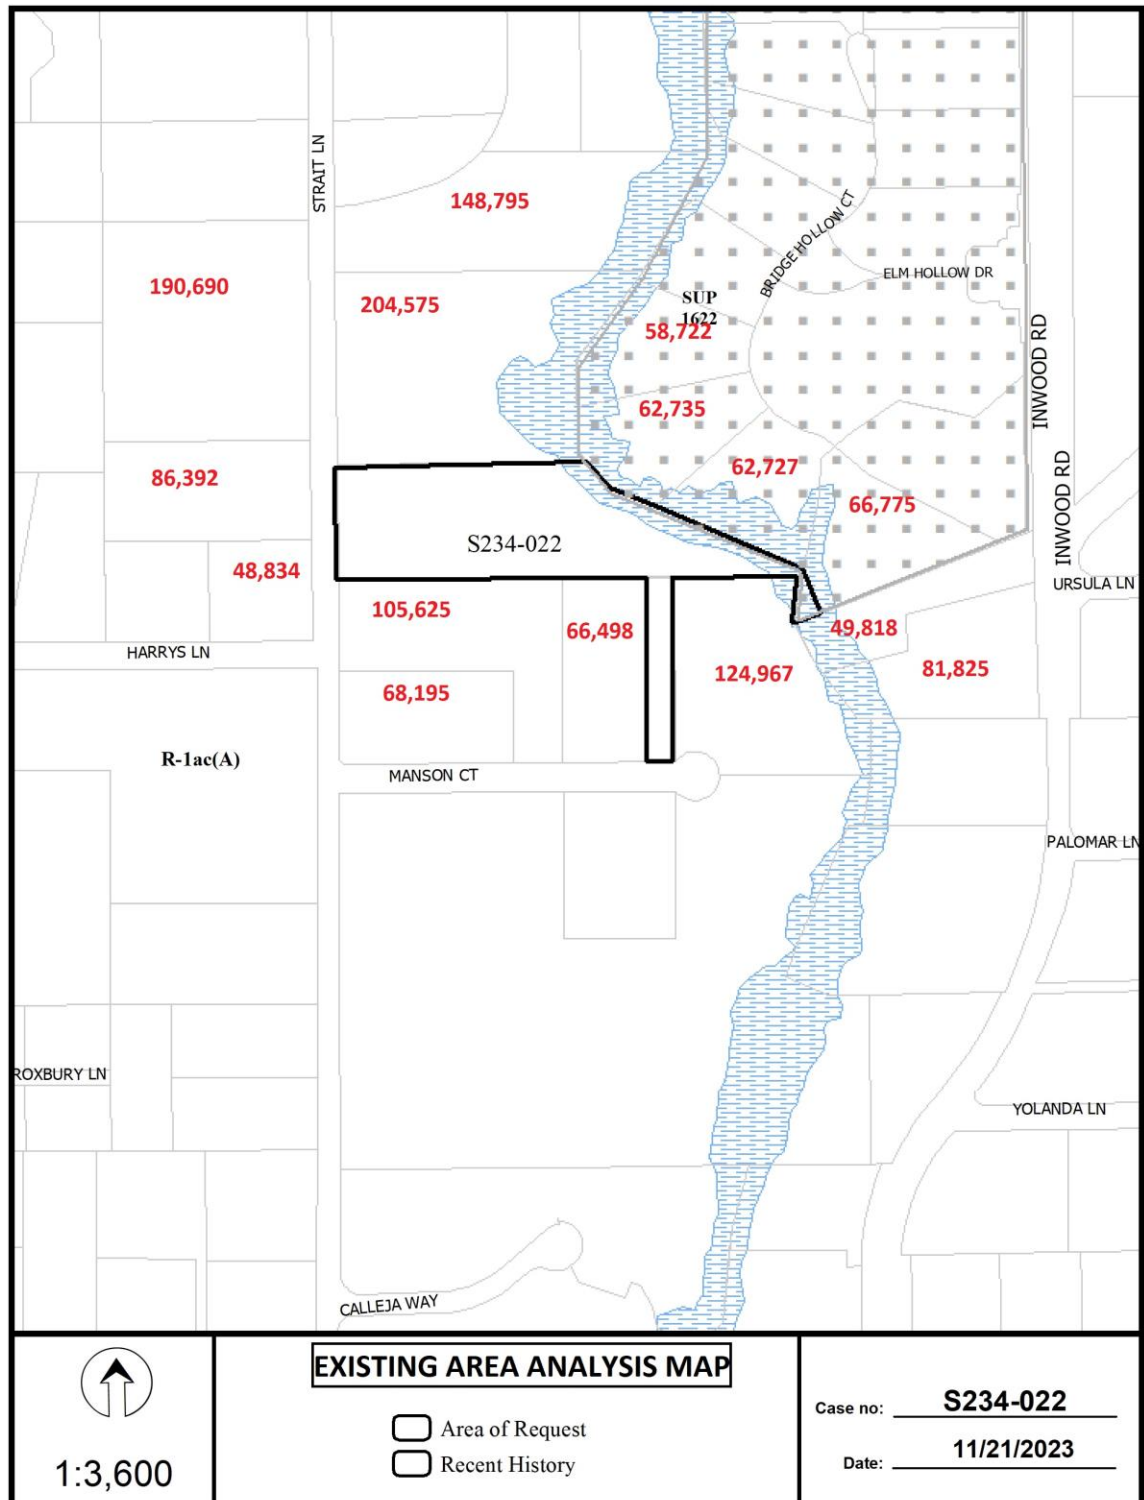 STRAIT LN
148,795
BRIDGE HOLLOW CT
ELM HOLLOW DR
190,690
204,575
SUP
1622
58,722
INWOOD RD
62,735
86,392
62,727
66,775
INWOOD RD
S234-022
48,834
URSULA LN
105,625
66,498
49,818
HARRYS LN
124,967
81,825
68,195
R-1ac(A)
MANSON CT
PALOMAR LN
ROXBURY LN
YOLANDA LN
CALLEJA WAY
EXISTING AREA ANALYSIS MAP
Area of Request
Recent History
1:3,600
Case no: S234-022
Date: 11/21/2023